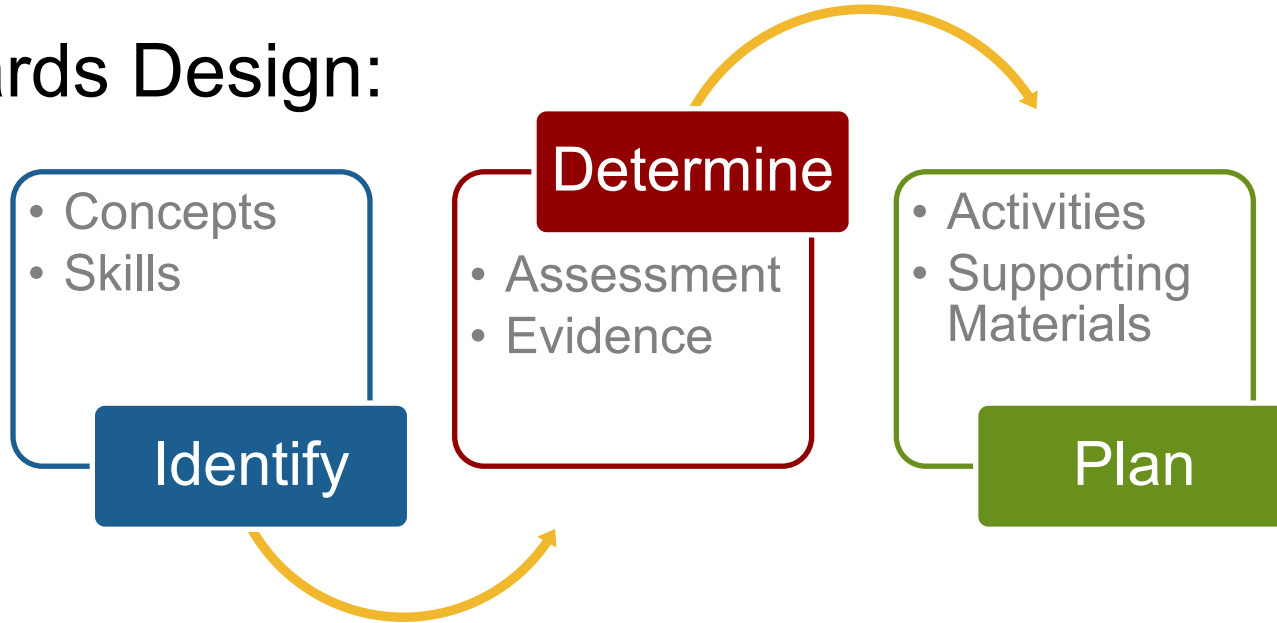 ards Design:
• Concepts
• Skills
Identify
Determine
• Assessment
• Evidence
• Activities
• Supporting
Materials
Plan